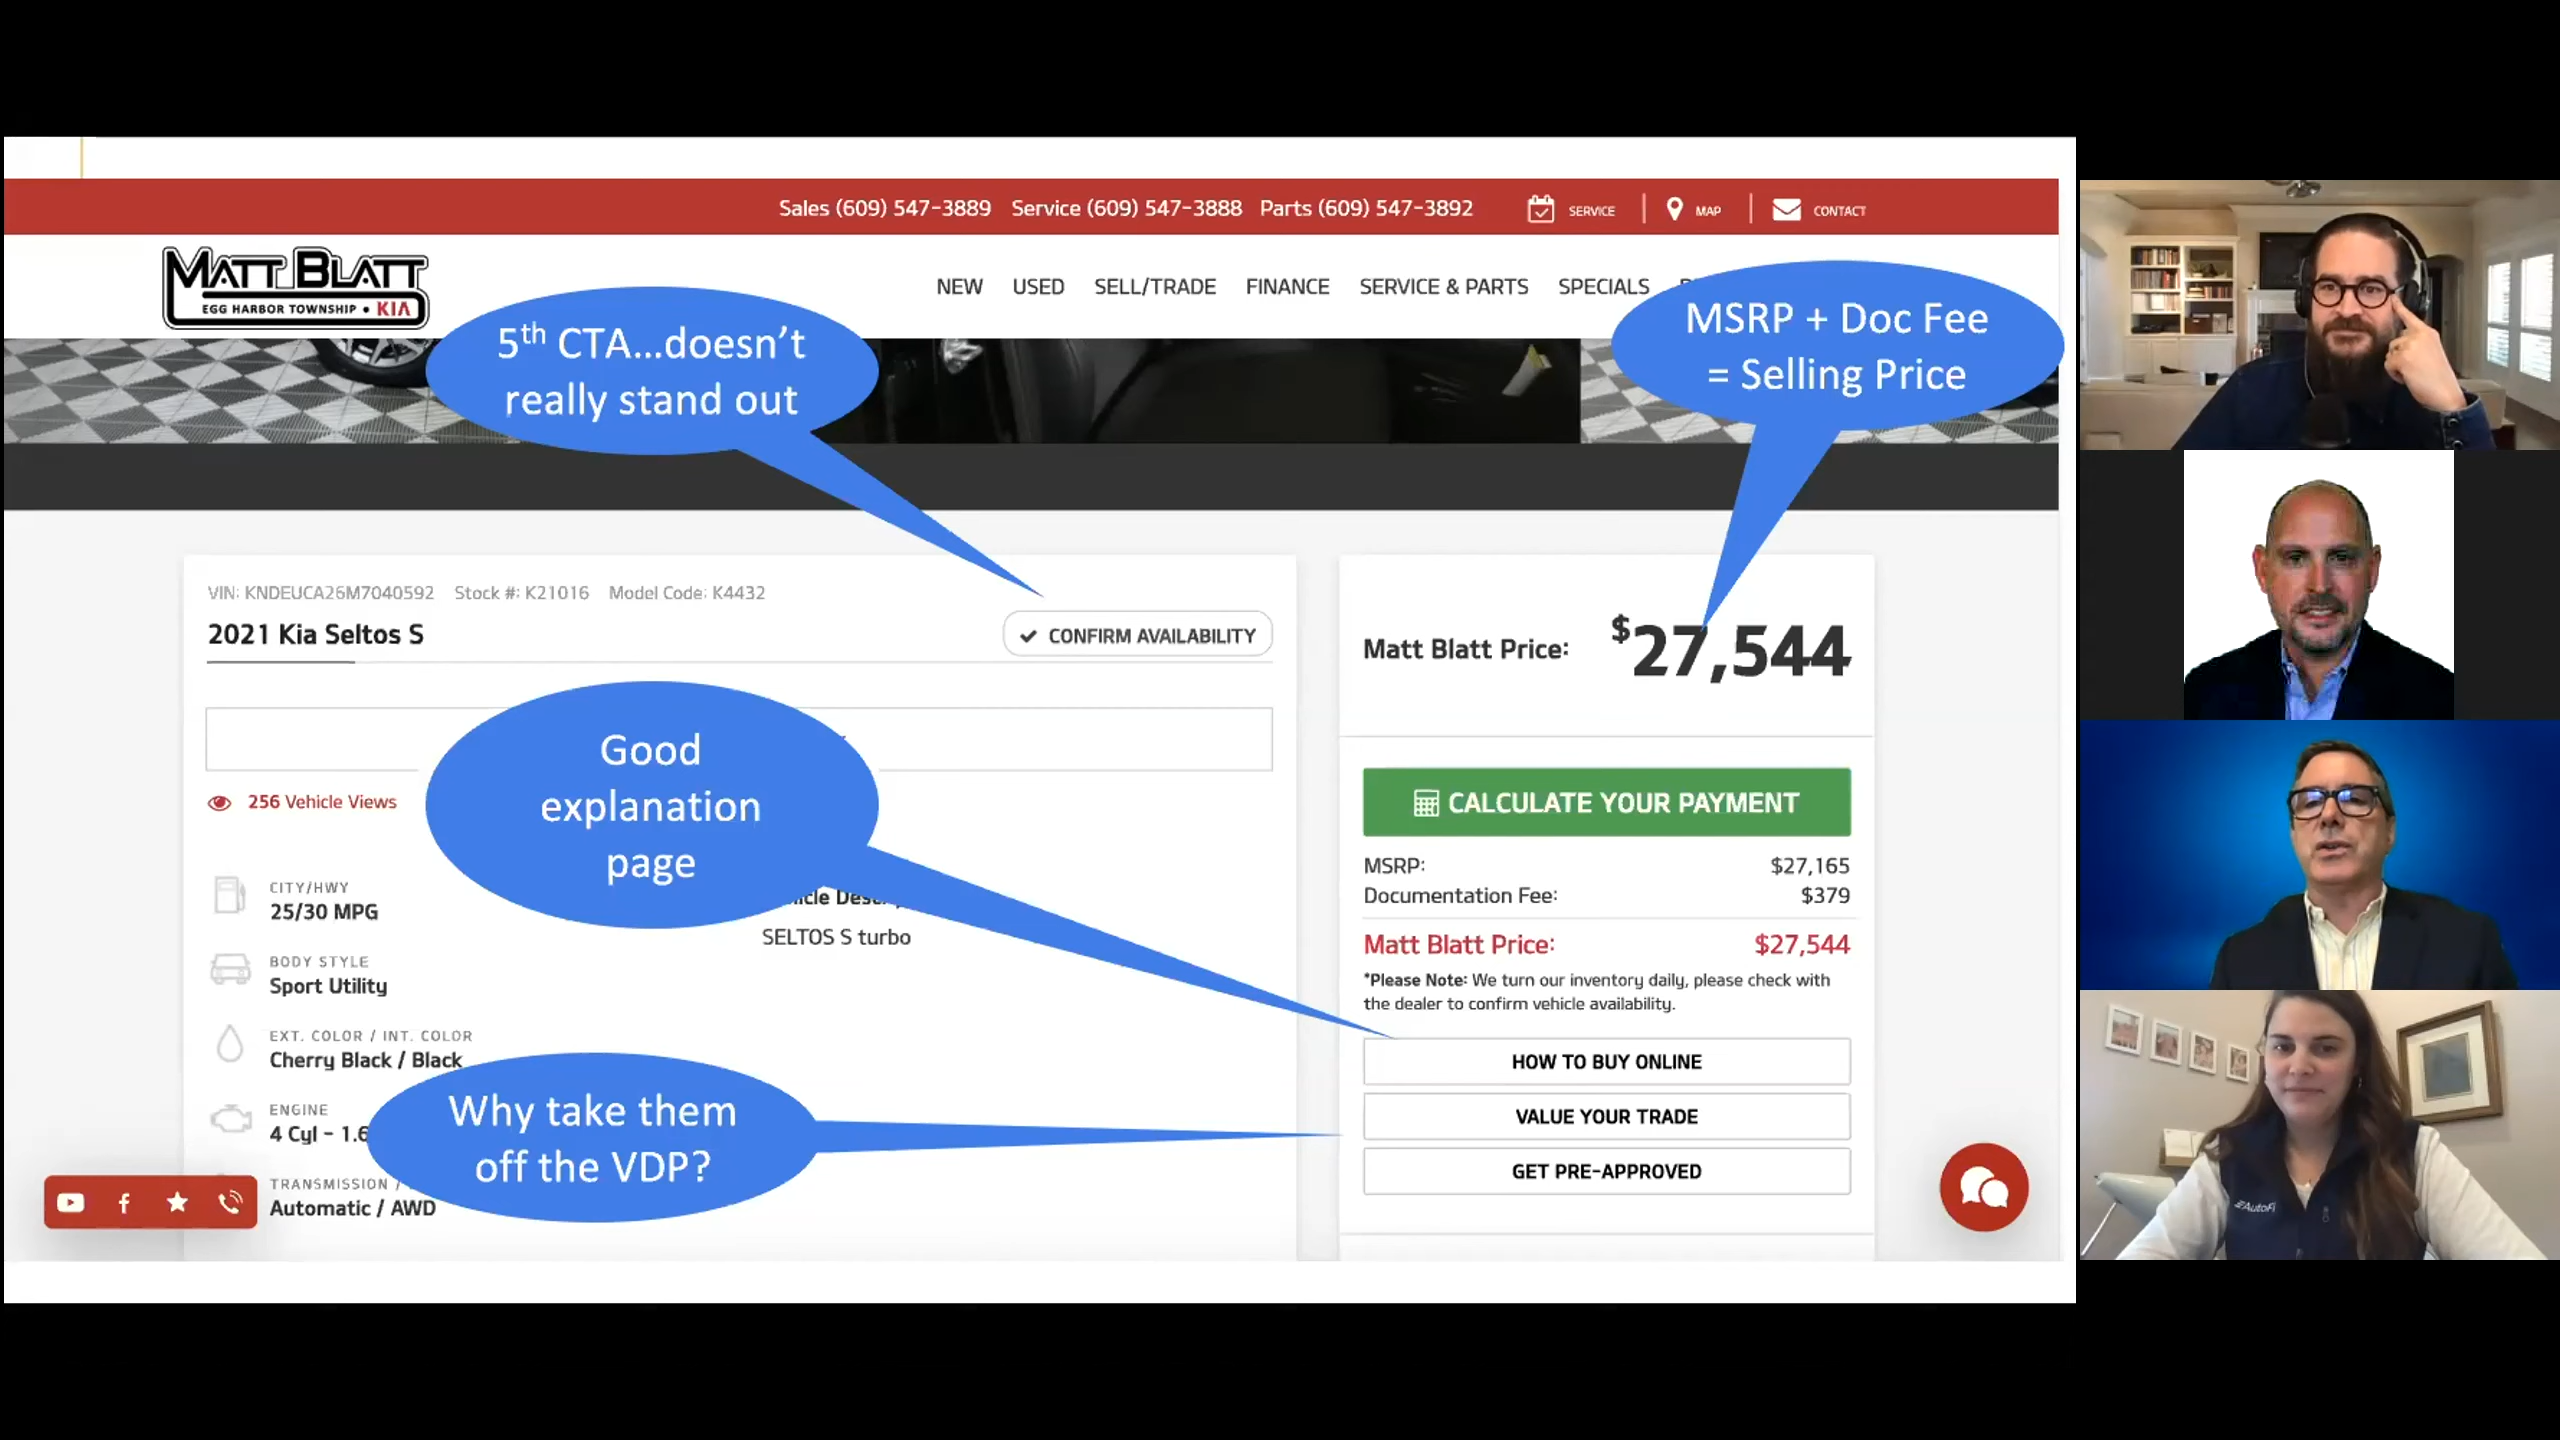 Sales (609) 547-3889 Service (609) 547-3888 Parts (609) 547-3892 SERVICE MAP CONTACT
MATT BLATT
EGG HARBOR TOWNSHIP • KIA
NEW USED SELL/TRADE FINANCE SERVICE & PARTS SPECIALS
5th CTA...doesn't
really stand out
MSRP + Doc Fee
= Selling Price
VIN: KNDEUCA26M7040592 Stock #: K21016 Model Code: K4432
2021 Kia Seltos S
CONFIRM AVAILABILITY
Matt Blatt Price: $27,544
Good
explanation
page
256 Vehicle Views
CITY/HWY
25/30 MPG
SELTOS S turbo
BODY STYLE
Sport Utility
EXT. COLOR / INT. COLOR
Cherry Black / Black
ENGINE
4 Cyl - 1.6
TRANSMISSION /
Automatic / AWD
Why take them
off the VDP?
CALCULATE YOUR PAYMENT
MSRP: $27,165
Documentation Fee: $379
Matt Blatt Price: $27,544
*Please Note: We turn our inventory daily, please check with
the dealer to confirm vehicle availability.
HOW TO BUY ONLINE
VALUE YOUR TRADE
GET PRE-APPROVED
AutoFi